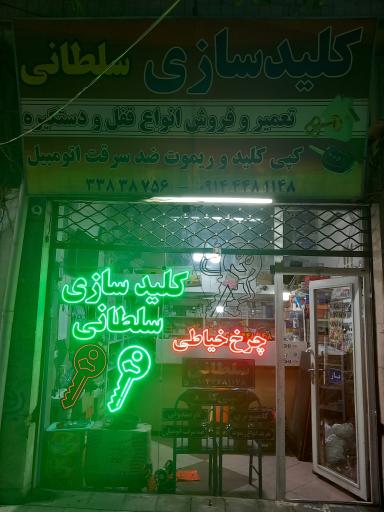 کلیدسازی سلطانی
تعمیر و فروش انواع قفل و دستگیره
کپی کلید و ریموت ضد سرقت اتومبیل
۳۳۸۳۸۷۵۶ - ۰۹۱۴۴۴۸۱۱۴۸
کلید سازی
سلطانی
چرخ خیاطی